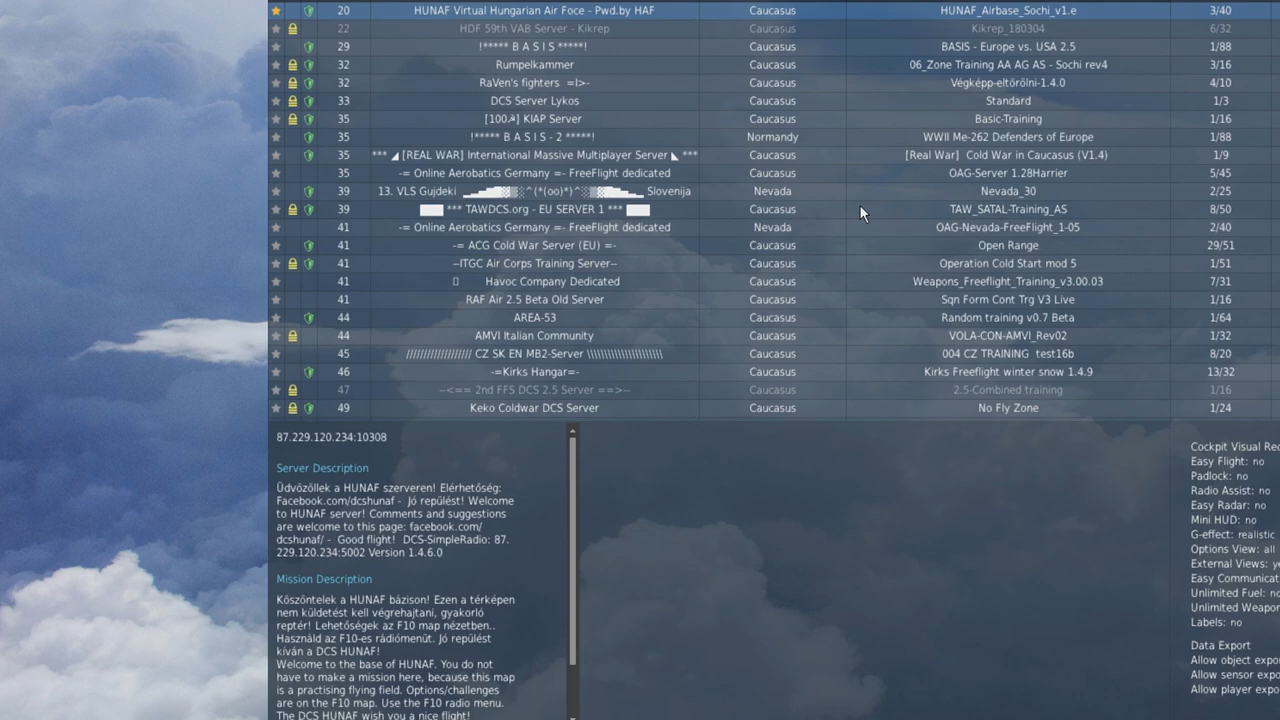 20 HUNAF Virtual Hungarian Air Foce - Pwd.by HAF Caucasus HUNAF_Airbase_Sochi_v1.e 3/40
22 HDF 59th VAB Server - Kikrep Caucasus Kikrep_180304 6/32
29 !***** B A S I S *****! Caucasus BASIS - Europe vs. USA 2.5 1/88
32 Rumpelkammer Caucasus 06_Zone Training AA AG AS - Sochi rev4 3/16
32 RaVen's fighters =l>- Caucasus Végképp-eltörölni-1.4.0 4/10
33 DCS Server Lykos Caucasus Standard 1/3
35 [100☭] KIAP Server Caucasus Basic-Training 1/16
35 !***** B A S I S - 2 *****! Normandy WWII Me-262 Defenders of Europe 1/88
35 *** ◢ [REAL WAR] International Massive Multiplayer Server ◣ *** Caucasus [Real War] Cold War in Caucasus (V1.4) 1/9
35 -= Online Aerobatics Germany =- FreeFlight dedicated Caucasus OAG-Server 1.28Harrier 5/45
39 13. VLS Gujdeki ▂▃▅▆▇▓▒░^(*(oo)*)^░▒▓▇▆▅▃▂ Slovenija Nevada Nevada_30 2/25
39 ███ *** TAWDCS.org - EU SERVER 1 *** ███ Caucasus TAW_SATAL-Training_AS 8/50
41 -= Online Aerobatics Germany =- FreeFlight dedicated Nevada OAG-Nevada-FreeFlight_1-05 2/40
41 -= ACG Cold War Server (EU) =- Caucasus Open Range 29/51
41 --ITGC Air Corps Training Server-- Caucasus Operation Cold Start mod 5 1/51
41 Havoc Company Dedicated Caucasus Weapons_Freeflight_Training_v3.00.03 7/31
41 RAF Air 2.5 Beta Old Server Caucasus Sqn Form Cont Trg V3 Live 1/16
44 AREA-53 Caucasus Random training v0.7 Beta 1/64
44 AMVI Italian Community Caucasus VOLA-CON-AMVI_Rev02 1/32
45 //////////////////// CZ SK EN MB2-Server \\\\\\\\\\\\\\\\\\\\\\\ Caucasus 004 CZ TRAINING test16b 8/20
46 -=Kirks Hangar=- Caucasus Kirks Freeflight winter snow 1.4.9 13/32
47 --<== 2nd FFS DCS 2.5 Server ==>-- Caucasus 2.5-Combined training 1/16
49 Keko Coldwar DCS Server Caucasus No Fly Zone 1/24
87.229.120.234:10308
Server Description
Üdvözöllek a HUNAF szerveren! Elérhetőség:
Facebook.com/dcshunaf - Jó repülést! Welcome
to HUNAF server! Comments and suggestions
are welcome to this page: facebook.com/
dcshunaf/ - Good flight! DCS-SimpleRadio: 87.
229.120.234:5002 Version 1.4.6.0
Mission Description
Köszöntelek a HUNAF bázison! Ezen a térképen
nem küldetést kell végrehajtani, gyakorló
reptér! Lehetőségek az F10 map nézetben..
Használd az F10-es rádiómenüt. Jó repülést
kíván a DCS HUNAF!
Welcome to the base of HUNAF. You do not
have to make a mission here, because this map
is a practising flying field. Options/challenges
are on the F10 map. Use the F10 radio menu.
The DCS HUNAF wish you a nice flight!
Cockpit Visual Rec
Easy Flight: no
Padlock: no
Radio Assist: no
Easy Radar: no
Mini HUD: no
G-effect: realistic
Options View: all
External Views: ye
Easy Communicat
Unlimited Fuel: no
Unlimited Weapon
Labels: no
Data Export
Allow object expo
Allow sensor expo
Allow player expo